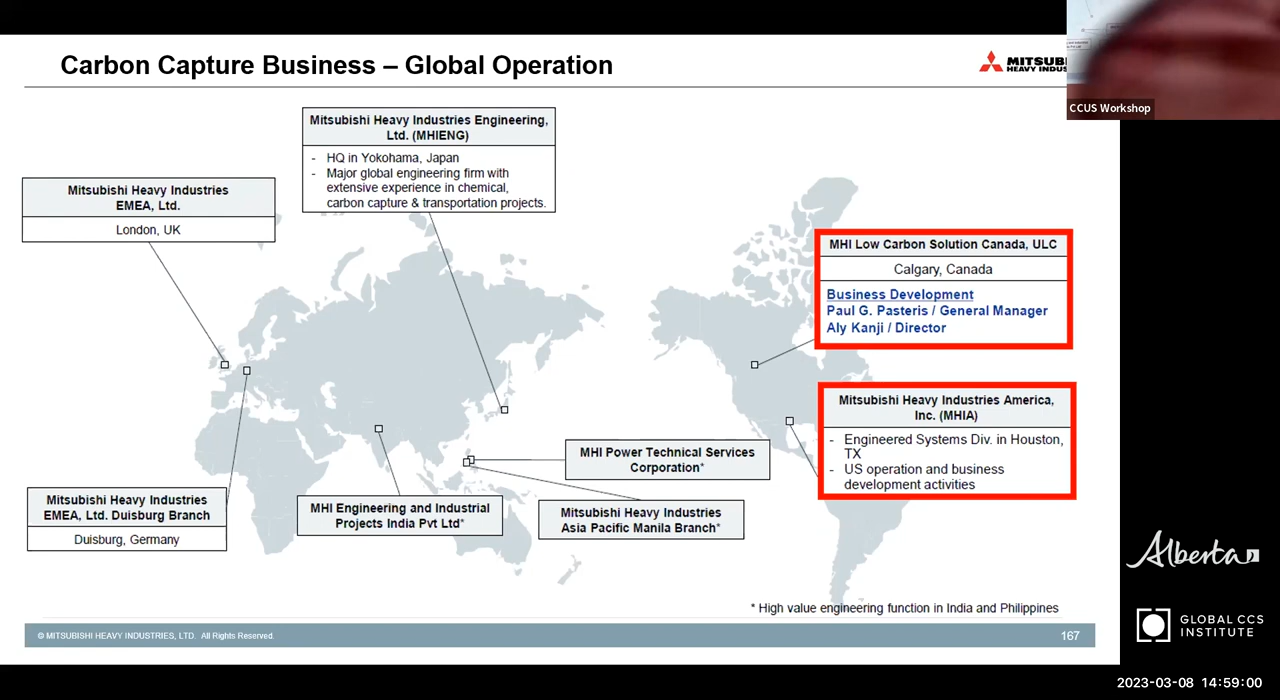 Carbon Capture Business – Global Operation
MITSUBI
HEAVY INDUS
CCUS Workshop
Mitsubishi Heavy Industries Engineering,
Ltd. (MHIENG)
- HQ in Yokohama, Japan
- Major global engineering firm with
extensive experience in chemical,
carbon capture & transportation projects.
Mitsubishi Heavy Industries
EMEA, Ltd.
London, UK
MHI Low Carbon Solution Canada, ULC
Calgary, Canada
Business Development
Paul G. Pasteris / General Manager
Aly Kanji / Director
Mitsubishi Heavy Industries America,
Inc. (MHIA)
- Engineered Systems Div. in Houston,
TX
- US operation and business
development activities
MHI Power Technical Services
Corporation*
Mitsubishi Heavy Industries
EMEA, Ltd. Duisburg Branch
Duisburg, Germany
MHI Engineering and Industrial
Projects India Pvt Ltd*
Mitsubishi Heavy Industries
Asia Pacific Manila Branch*
* High value engineering function in India and Philippines
© MITSUBISHI HEAVY INDUSTRIES, LTD. All Rights Reserved.
167
Alberta
GLOBAL CCS
INSTITUTE
2023-03-08 14:59:00